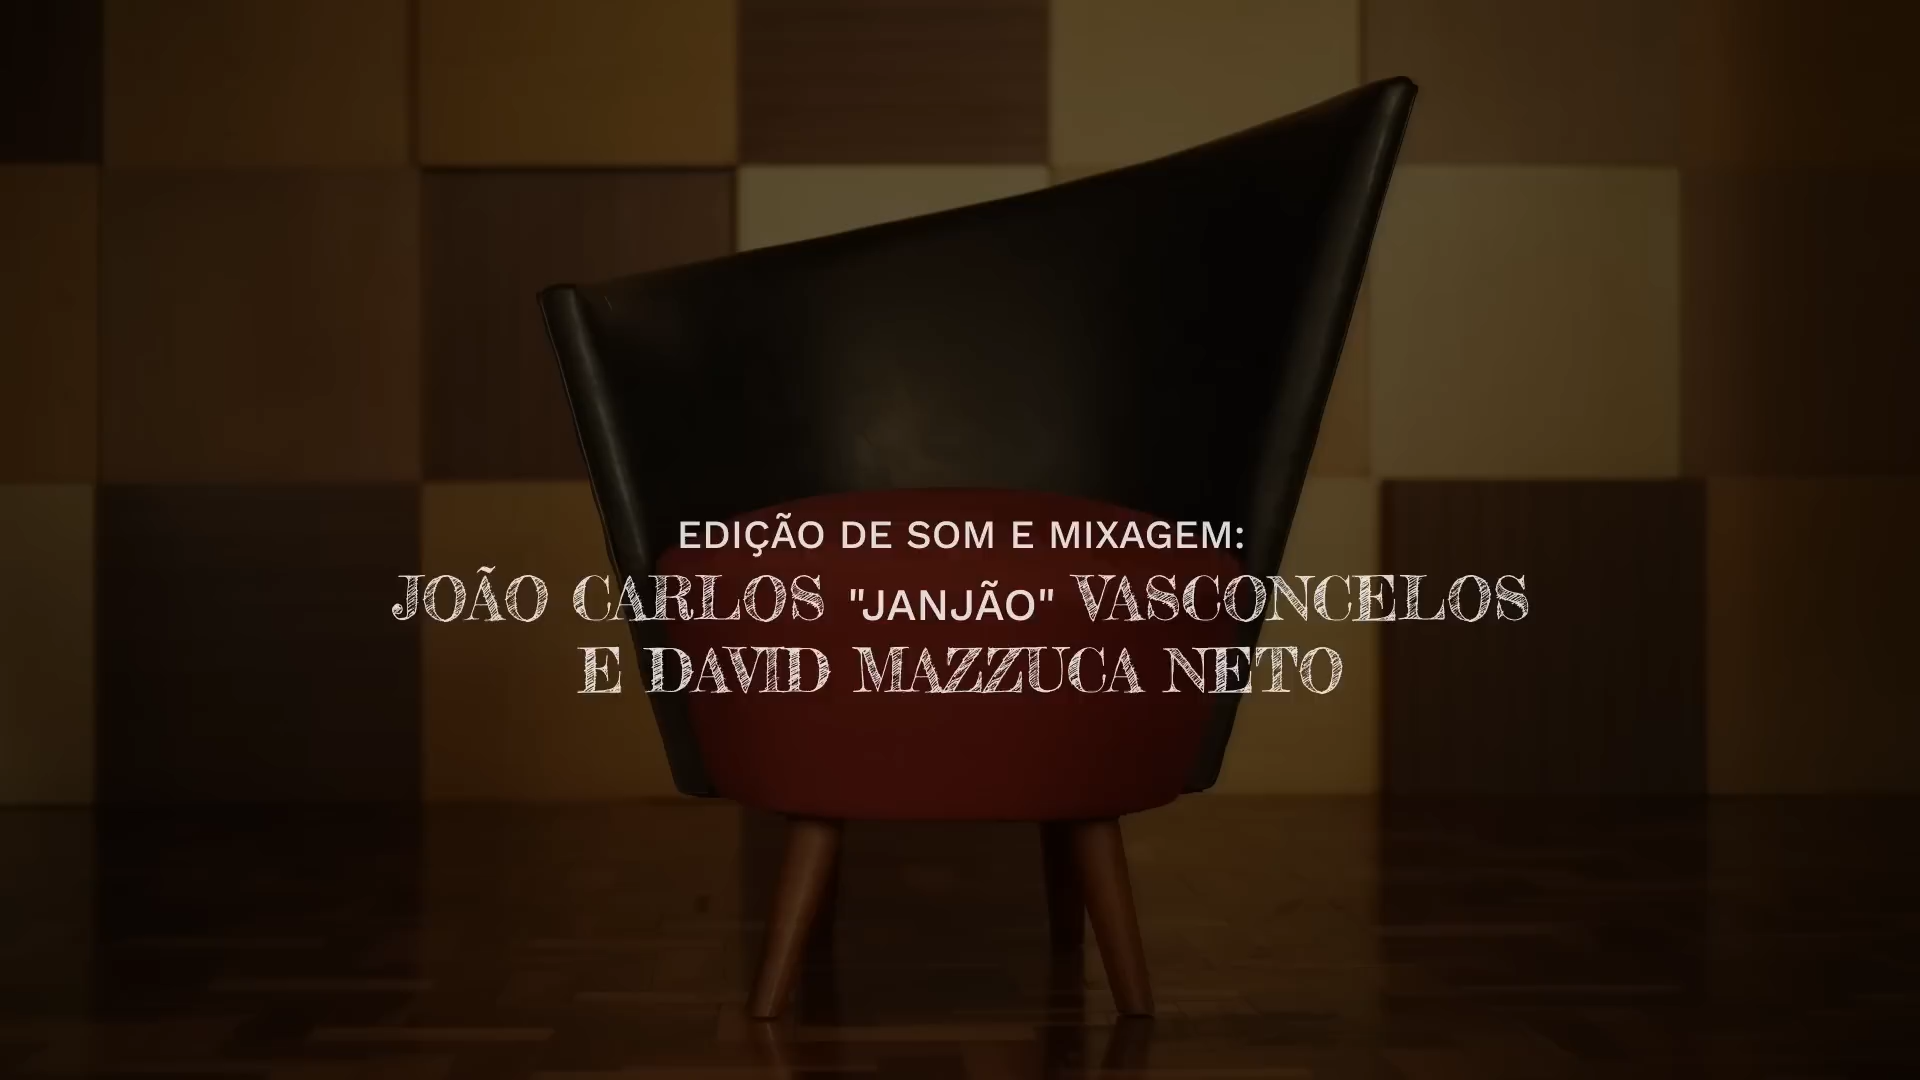 EDIÇÃO DE SOM E MIXAGEM:
JOÃO CARLOS "JANJÃO" VASCONCELOS
E DAVID MAZZUCA NETO